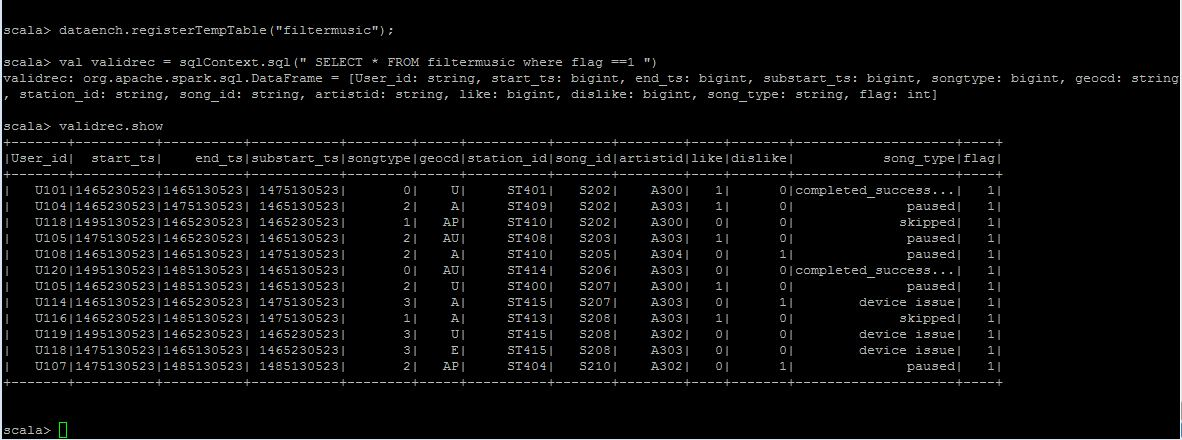 scala> dataench.registerTempTable("filtermusic");
scala> val validrec = sqlContext.sql(" SELECT * FROM filtermusic where flag ==1 ")
validrec: org.apache.spark.sql.DataFrame = [User_id: string, start_ts: bigint, end_ts: bigint, substart_ts: bigint, songtype: bigint, geocd: string
, station_id: string, song_id: string, artistid: string, like: bigint, dislike: bigint, song_type: string, flag: int]
scala> validrec.show
+-------+----------+----------+-----------+--------+-----+----------+-------+--------+----+-------+--------------------+----+
|User_id|  start_ts|    end_ts|substart_ts|songtype|geocd|station_id|song_id|artistid|like|dislike|           song_type|flag|
+-------+----------+----------+-----------+--------+-----+----------+-------+--------+----+-------+--------------------+----+
|   U101|1465230523|1465130523| 1475130523|       0|    U|     ST401|   S202|    A300|   1|      0|completed_success...|   1|
|   U104|1465230523|1475130523| 1465130523|       2|    A|     ST409|   S202|    A303|   1|      0|              paused|   1|
|   U118|1495130523|1465230523| 1465230523|       1|   AP|     ST410|   S202|    A300|   0|      0|             skipped|   1|
|   U105|1475130523|1465230523| 1465130523|       2|   AU|     ST408|   S203|    A303|   1|      0|              paused|   1|
|   U108|1465130523|1465230523| 1475130523|       2|    A|     ST410|   S205|    A304|   0|      1|              paused|   1|
|   U120|1495130523|1485130523| 1465130523|       0|   AU|     ST414|   S206|    A303|   0|      0|completed_success...|   1|
|   U105|1465230523|1485130523| 1465130523|       2|    U|     ST400|   S207|    A300|   1|      0|              paused|   1|
|   U114|1465230523|1465230523| 1475130523|       3|    A|     ST415|   S207|    A303|   0|      1|        device issue|   1|
|   U116|1465230523|1485130523| 1475130523|       1|    A|     ST413|   S208|    A303|   1|      0|             skipped|   1|
|   U119|1495130523|1465230523| 1465230523|       3|    U|     ST415|   S208|    A302|   0|      0|        device issue|   1|
|   U118|1475130523|1465130523| 1465230523|       3|    E|     ST415|   S208|    A303|   0|      0|        device issue|   1|
|   U107|1475130523|1485130523| 1485130523|       2|   AP|     ST404|   S210|    A302|   0|      1|              paused|   1|
+-------+----------+----------+-----------+--------+-----+----------+-------+--------+----+-------+--------------------+----+
scala>